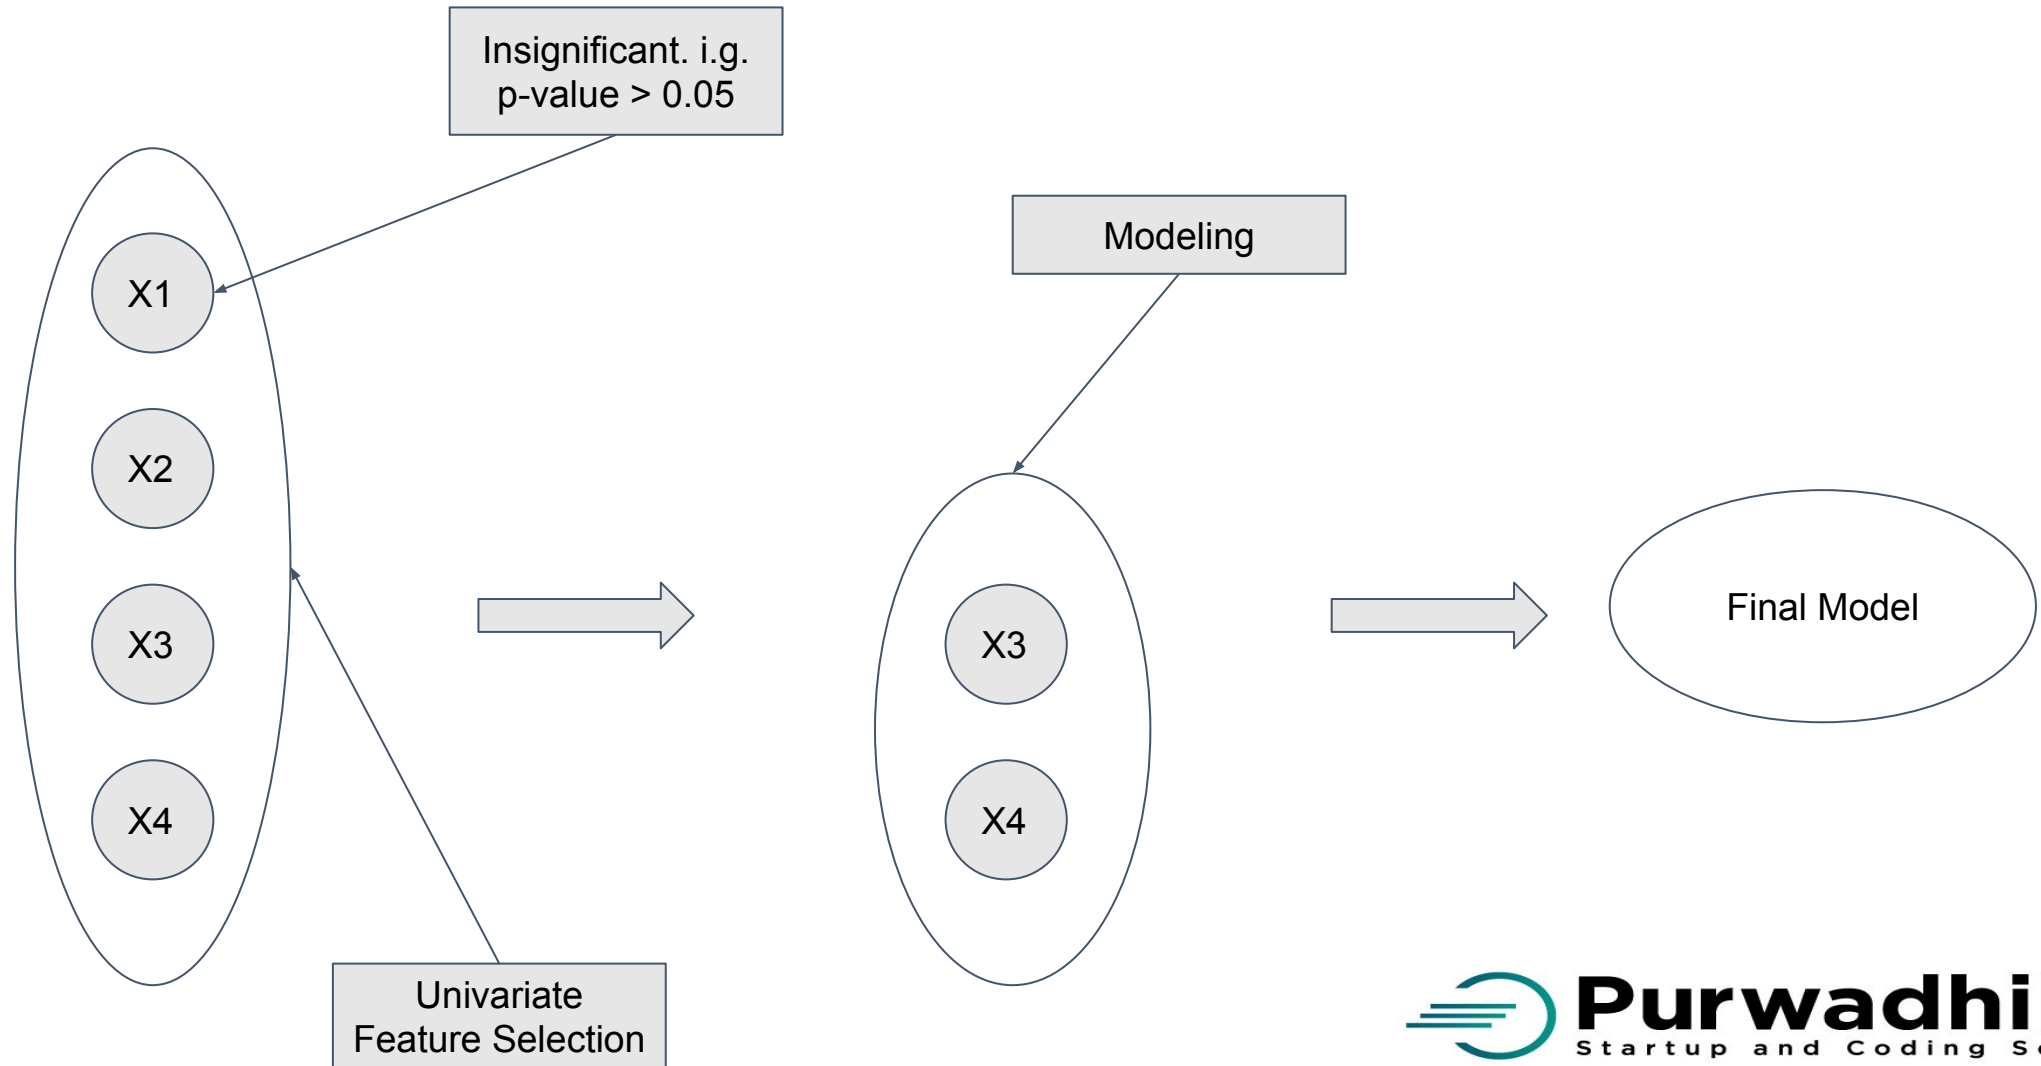 Insignificant. i.g.
p-value > 0.05
Modeling
X1
X2
X3
X4
X3
X4
Final Model
Univariate
Feature Selection
Purwadhi
Startup and Coding